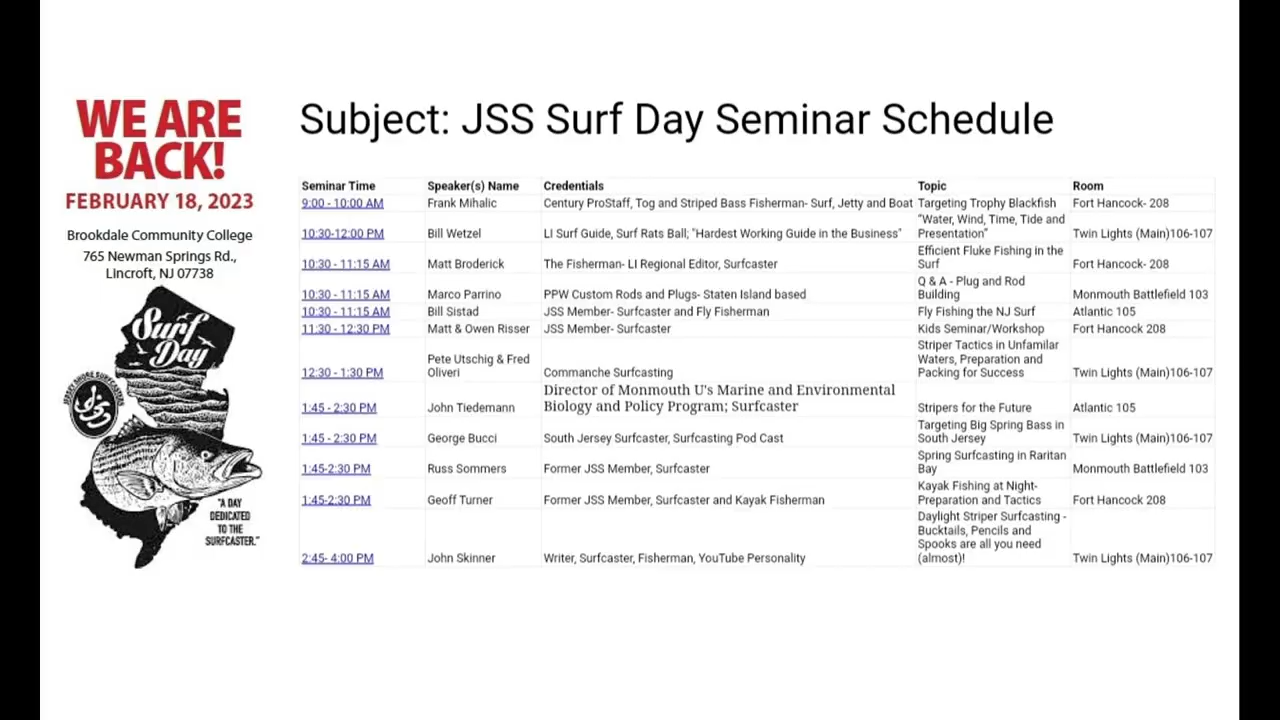 WE ARE
BACK!
FEBRUARY 18, 2023
Brookdale Community College
765 Newman Springs Rd.,
Lincroft, NJ 07738
Surf
Day
JERSEY SHORE SURFCASTERS
jss
"A DAY
DEDICATED
TO THE
SURFCASTER."
Subject: JSS Surf Day Seminar Schedule
Seminar Time Speaker(s) Name Credentials Topic Room
9:00 - 10:00 AM Frank Mihalic Century ProStaff, Tog and Striped Bass Fisherman- Surf, Jetty and Boat Targeting Trophy Blackfish Fort Hancock- 208
"Water, Wind, Time, Tide and
10:30-12:00 PM Bill Wetzel LI Surf Guide, Surf Rats Ball; "Hardest Working Guide in the Business" Presentation" Twin Lights (Main)106-107
Efficient Fluke Fishing in the
10:30 - 11:15 AM Matt Broderick The Fisherman- LI Regional Editor, Surfcaster Surf Fort Hancock- 208
Q & A - Plug and Rod
10:30 - 11:15 AM Marco Parrino PPW Custom Rods and Plugs- Staten Island based Building Monmouth Battlefield 103
10:30 - 11:15 AM Bill Sistad JSS Member- Surfcaster and Fly Fisherman Fly Fishing the NJ Surf Atlantic 105
11:30 - 12:30 PM Matt & Owen Risser JSS Member- Surfcaster Kids Seminar/Workshop Fort Hancock 208
Striper Tactics in Unfamilar
Pete Utschig & Fred Waters, Preparation and
12:30 - 1:30 PM Oliveri Commanche Surfcasting Packing for Success Twin Lights (Main)106-107
Director of Monmouth U's Marine and Environmental
1:45 - 2:30 PM John Tiedemann Biology and Policy Program; Surfcaster Stripers for the Future Atlantic 105
Targeting Big Spring Bass in
1:45 - 2:30 PM George Bucci South Jersey Surfcaster, Surfcasting Pod Cast South Jersey Twin Lights (Main)106-107
Spring Surfcasting in Raritan
1:45-2:30 PM Russ Sommers Former JSS Member, Surfcaster Bay Monmouth Battlefield 103
Kayak Fishing at Night-
1:45-2:30 PM Geoff Turner Former JSS Member, Surfcaster and Kayak Fisherman Preparation and Tactics Fort Hancock 208
Daylight Striper Surfcasting -
Bucktails, Pencils and
Spooks are all you need
2:45- 4:00 PM John Skinner Writer, Surfcaster, Fisherman, YouTube Personality (almost)! Twin Lights (Main)106-107